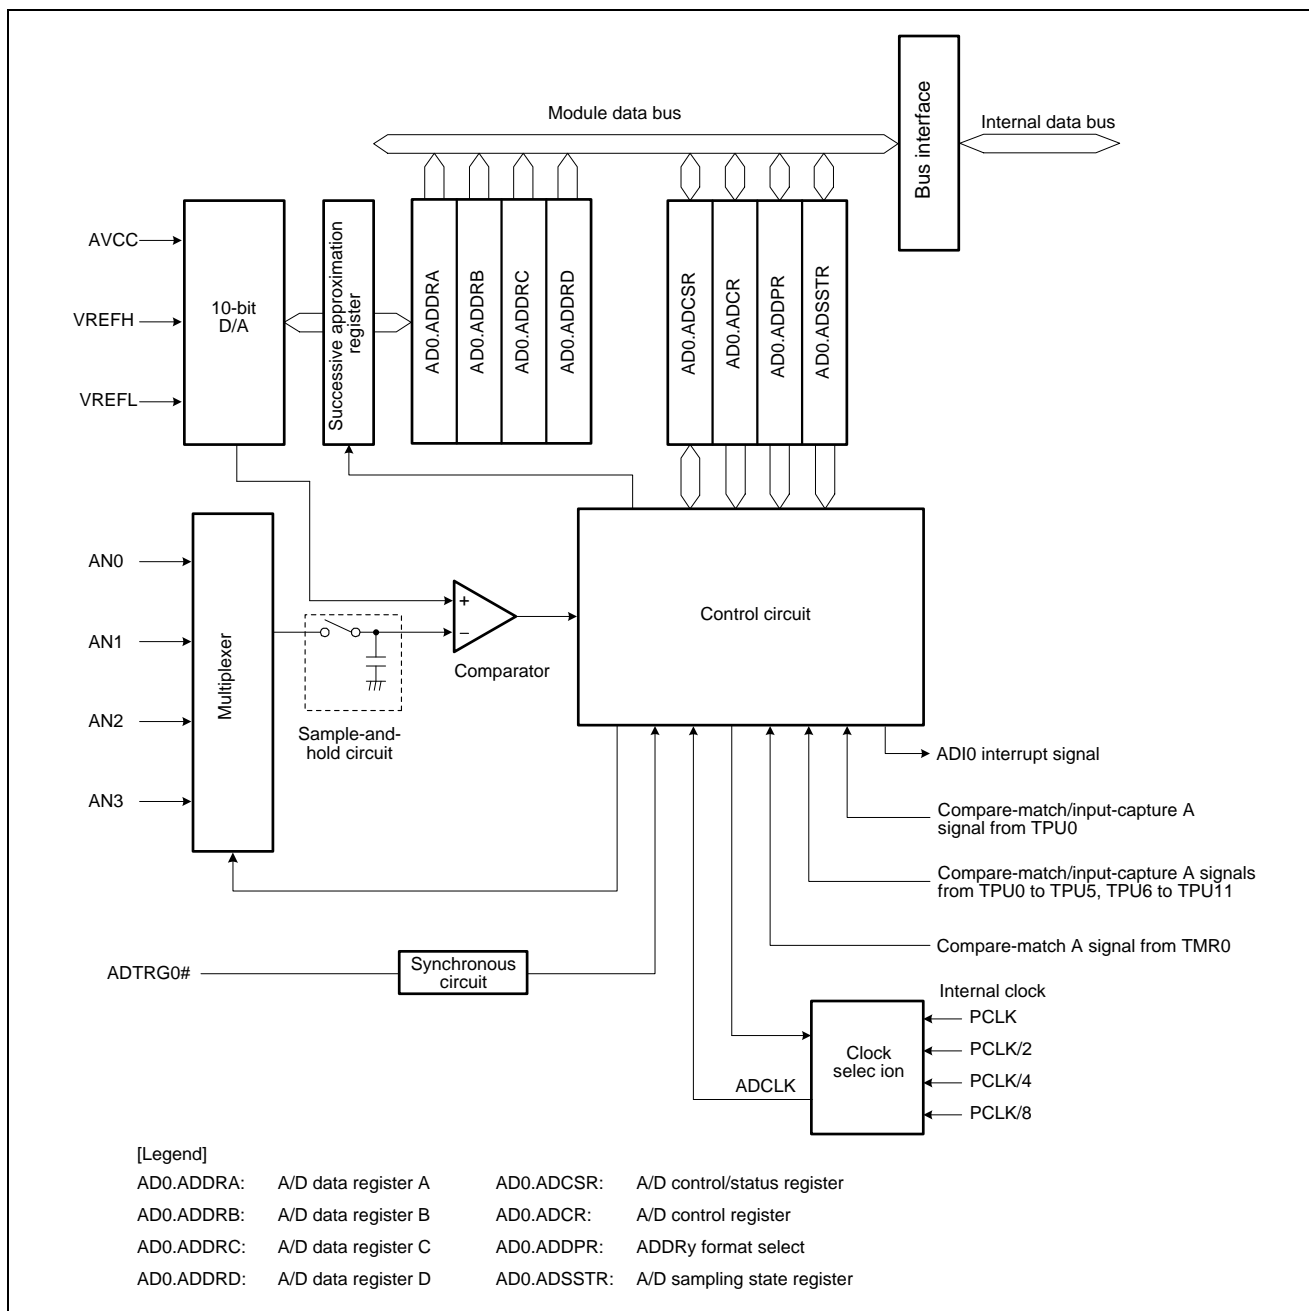 Module data bus
Bus interface
Internal data bus
AVCC
VREFH
VREFL
10-bit
D/A
Successive approximation
register
AD0.ADDRA
AD0.ADDRB
AD0.ADDRC
AD0.ADDRD
AD0.ADCSR
AD0.ADCR
AD0.ADDPR
AD0.ADSSTR
AN0
AN1
AN2
AN3
Multiplexer
Sample-and-
hold circuit
+
−
Comparator
Control circuit
ADI0 interrupt signal
Compare-match/input-capture A
signal from TPU0
Compare-match/input-capture A signals
from TPU0 to TPU5, TPU6 to TPU11
Compare-match A signal from TMR0
ADTRG0#
Synchronous
circuit
Internal clock
PCLK
PCLK/2
PCLK/4
PCLK/8
Clock
selec ion
ADCLK
[Legend]
AD0.ADDRA: A/D data register A AD0.ADCSR: A/D control/status register
AD0.ADDRB: A/D data register B AD0.ADCR: A/D control register
AD0.ADDRC: A/D data register C AD0.ADDPR: ADDRy format select
AD0.ADDRD: A/D data register D AD0.ADSSTR: A/D sampling state register